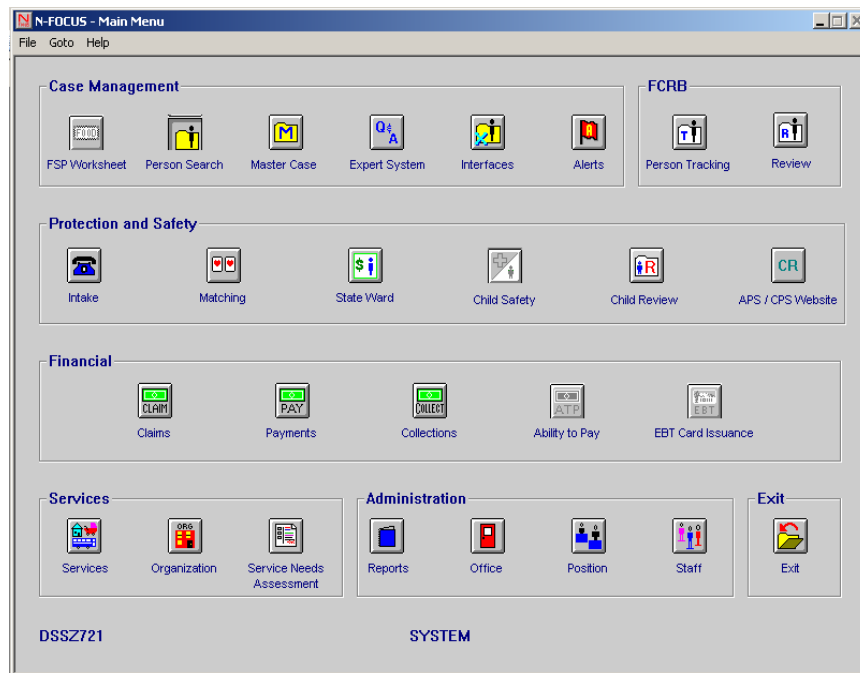 N-FOCUS - Main Menu
File Goto Help
Case Management
FCRB
FOOD
M
Q & A
T
R
FSP Worksheet Person Search Master Case Expert System Interfaces Alerts Person Tracking Review
Protection and Safety
$
R
CR
Intake Matching State Ward Child Safety Child Review APS / CPS Website
Financial
CLAIM PAY COLLECT ATP EBT
Claims Payments Collections Ability to Pay EBT Card Issuance
Services Administration Exit
ORG
Services Organization Service Needs Assessment Reports Office Position Staff Exit
DSSZ721 SYSTEM